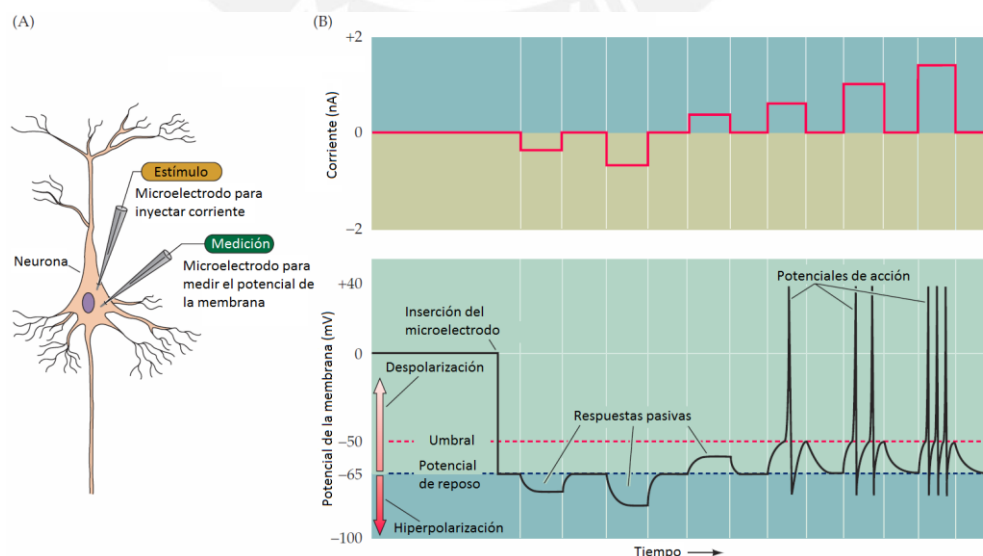 (A)
Estímulo
Microelectrodo para
inyectar corriente
Medición
Neurona
Microelectrodo para
medir el potencial de
la membrana
(B)
+2
0
−2
Corriente (nA)
+40
0
−50
−65
−100
Potencial de la membrana (mV)
Potenciales de acción
Inserción del
microelectrodo
Despolarización
Respuestas pasivas
Umbral
Potencial
de reposo
Hiperpolarización
Tiempo